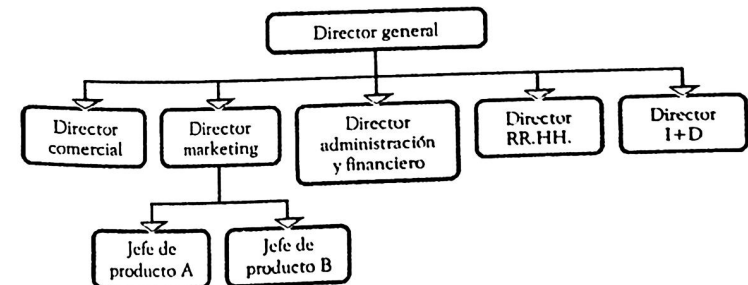 Director general
Director
comercial
Director
marketing
Director
administración
y financiero
Director
RR.HH.
Director
I+D
Jefe de
producto A
Jefe de
producto B